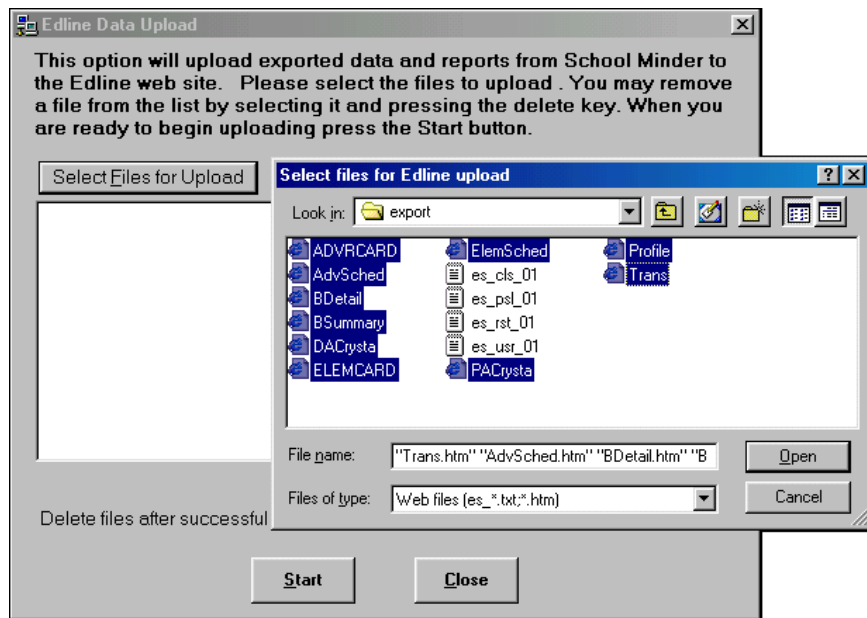 Edline Data Upload
This option will upload exported data and reports from School Minder to
the Edline web site. Please select the files to upload . You may remove
a file from the list by selecting it and pressing the delete key. When you
are ready to begin uploading press the Start button.
Select Files for Upload
Select files for Edline upload
Look in: export
ADVRCARD ElemSched Profile
AdvSched es_cls_01 Trans
BDetail es_psl_01
BSummary es_rst_01
DACrysta es_usr_01
ELEMCARD PACrysta
File name: "Trans.htm" "AdvSched.htm" "BDetail.htm" "B Open
Files of type: Web files (es_*.txt;*.htm) Cancel
Delete files after successful
Start Close